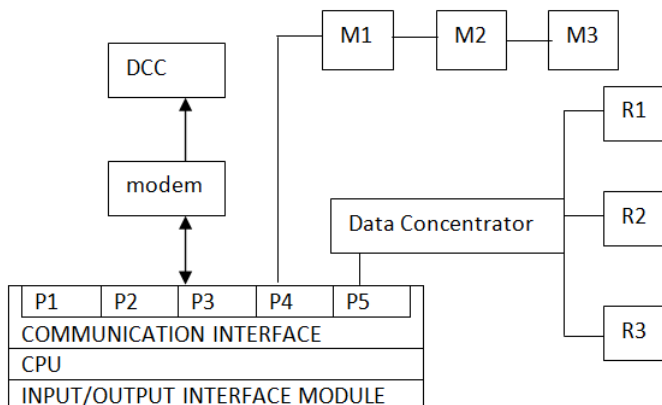 M1 M2 M3
DCC
R1
modem
R2
Data Concentrator
P1 P2 P3 P4 P5
R3
COMMUNICATION INTERFACE
CPU
INPUT/OUTPUT INTERFACE MODULE